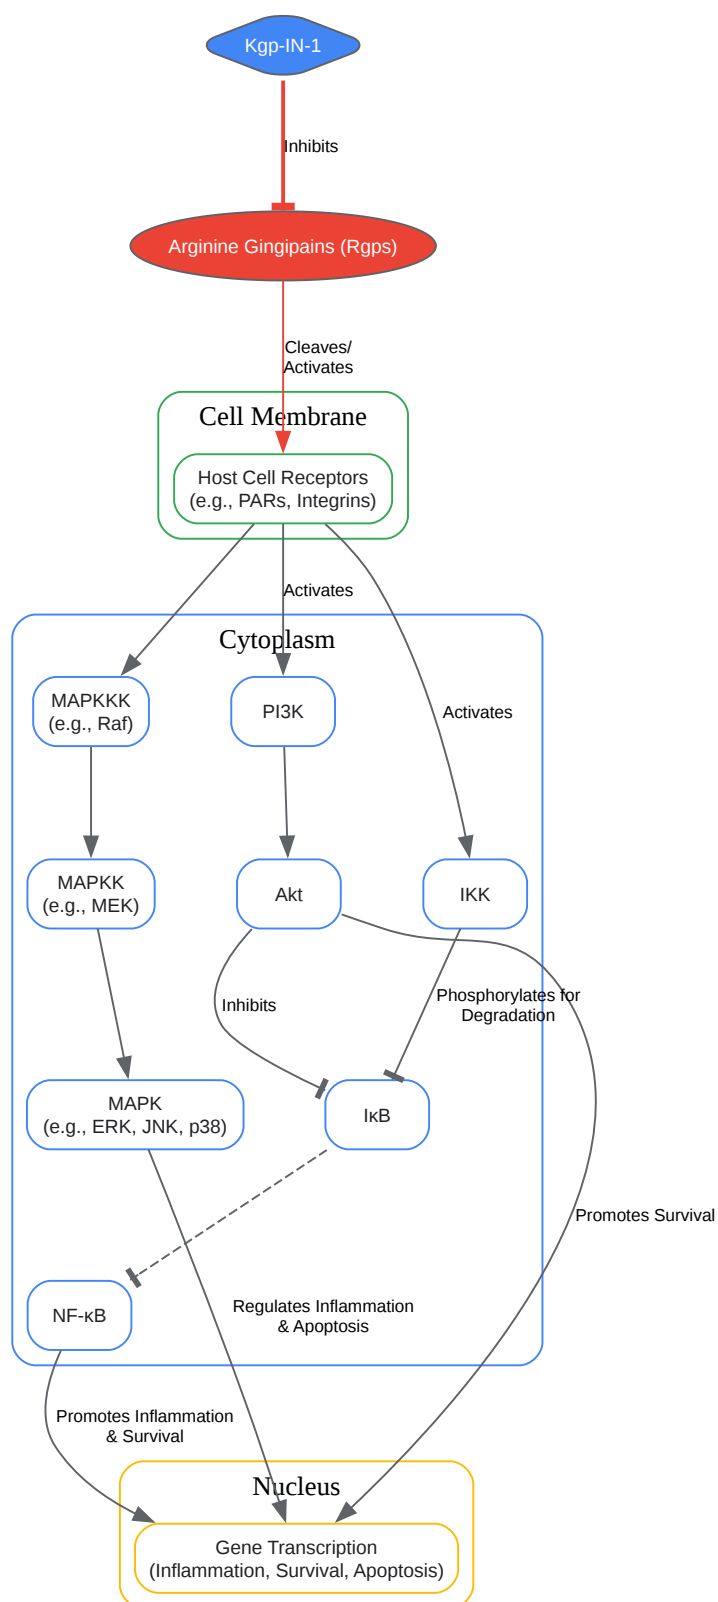 Kgp-IN-1
Inhibits
Arginine Gingipains (Rgps)
Cleaves/
Activates
Cell Membrane
Host Cell Receptors
(e.g., PARs, Integrins)
Activates
Cytoplasm
MAPKKK
(e.g., Raf)
PI3K
Activates
MAPKK
(e.g., MEK)
Akt
IKK
Inhibits
Phosphorylates for
Degradation
MAPK
(e.g., ERK, JNK, p38)
IκB
Promotes Survival
NF-κB
Regulates Inflammation
& Apoptosis
Promotes Inflammation
& Survival
Nucleus
Gene Transcription
(Inflammation, Survival, Apoptosis)